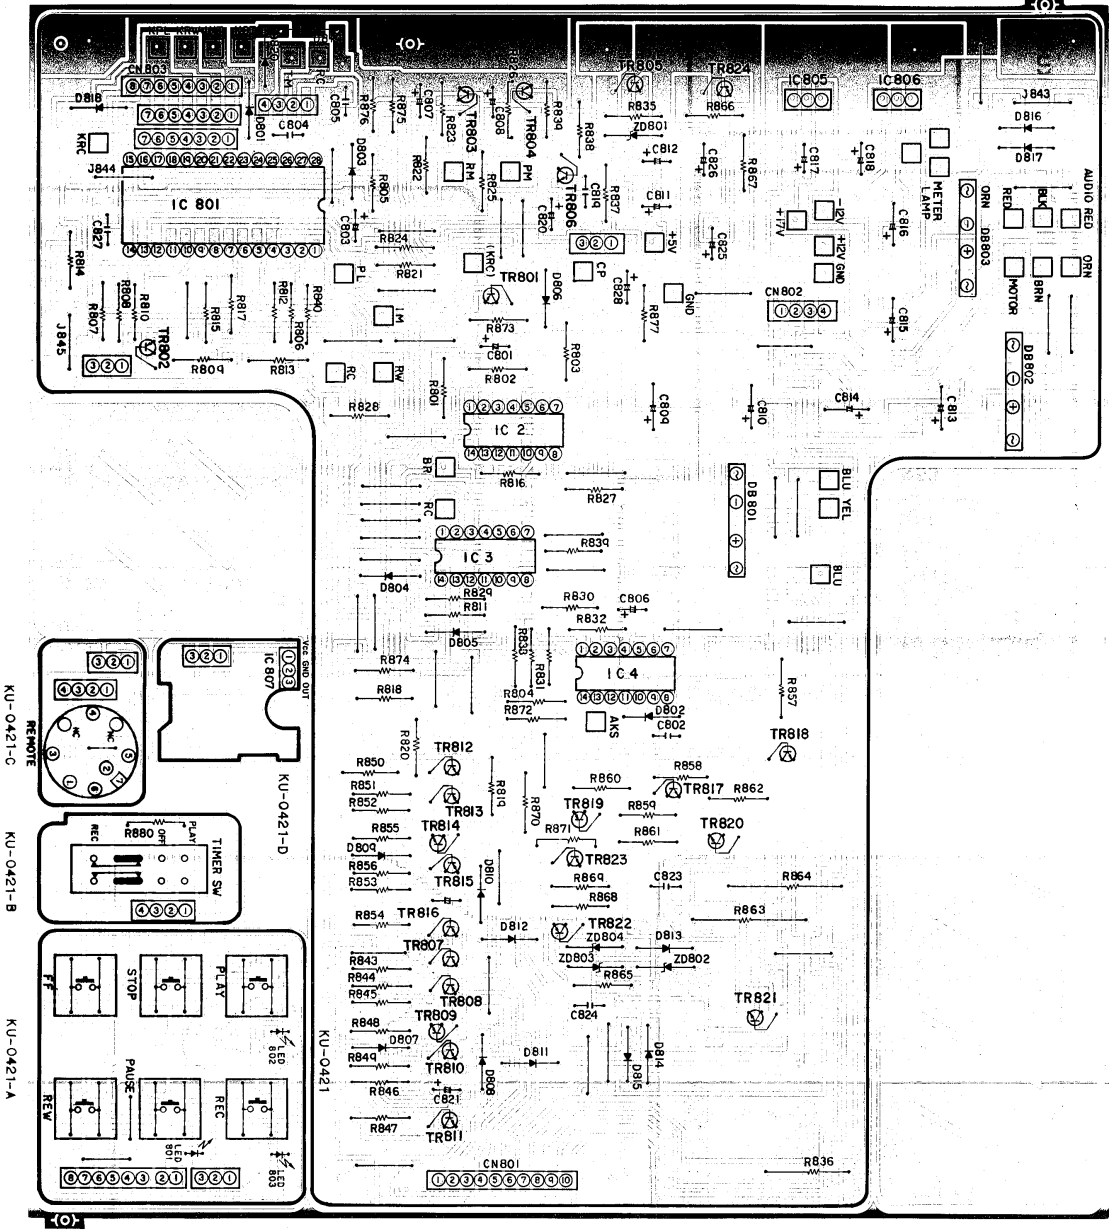 CN803
D818
D801
C804
C805
R876
R875
C807
R823
TR803
C808
R826
TR804
R839
TR805
R835
ZD801
R838
TR824
R866
IC805
IC806
J843
D816
D817
KRC
J844
IC 801
D803
R805
R822
RM
R825
PM
TR806
C819
R837
C812
C811
C826
R867
C817
C818
METER
LAMP
ORN
DB803
RED
BLK
AUDIO RED
C827
R814
C803
R824
R821
PL
(KRC)
C820
+5V
CP
C825
+17V
-12V
+12V
GND
C816
MOTOR
BRN
ORN
R807
R808
R810
R815
R817
R812
R806
R840
TR801
D806
C828
GND
R877
CN802
C815
J845
TR802
R809
R813
IM
R873
C801
R802
R803
RC
RW
R801
DB802
R828
C809
C810
C814
C813
IC 2
BR
R816
R827
DB801
BLU
YEL
RC
IC 3
R839
BLU
D804
R829
R811
D805
R830
C806
R832
R833
R831
IC 4
R874
R818
R804
R872
AKS
D802
C802
R857
Vcc GND OUT
IC807
KU-0421-C
REMOTE
NC
NC
KU-0421-D
R820
TR812
R850
R851
R852
TR813
R819
R870
TR818
R860
R858
TR817
R862
TR819
R859
R861
R871
TR820
R855
TR814
D809
R856
R853
TR815
D810
TR823
R869
R868
C823
R864
KU-0421-B
REC
R880
OFF
PLAY
TIMER SW
R854
TR816
D812
TR822
ZD804
D813
R863
TR807
R843
ZD803
ZD802
R844
R845
TR808
R865
KU-0421-A
FF
STOP
PLAY
LED
802
KU-0421
R848
TR809
D807
R849
TR810
R846
D808
D811
C824
D815
D814
TR821
C821
R847
TR811
REW
PAUSE
REC
LED
801
LED
803
CN801
R836